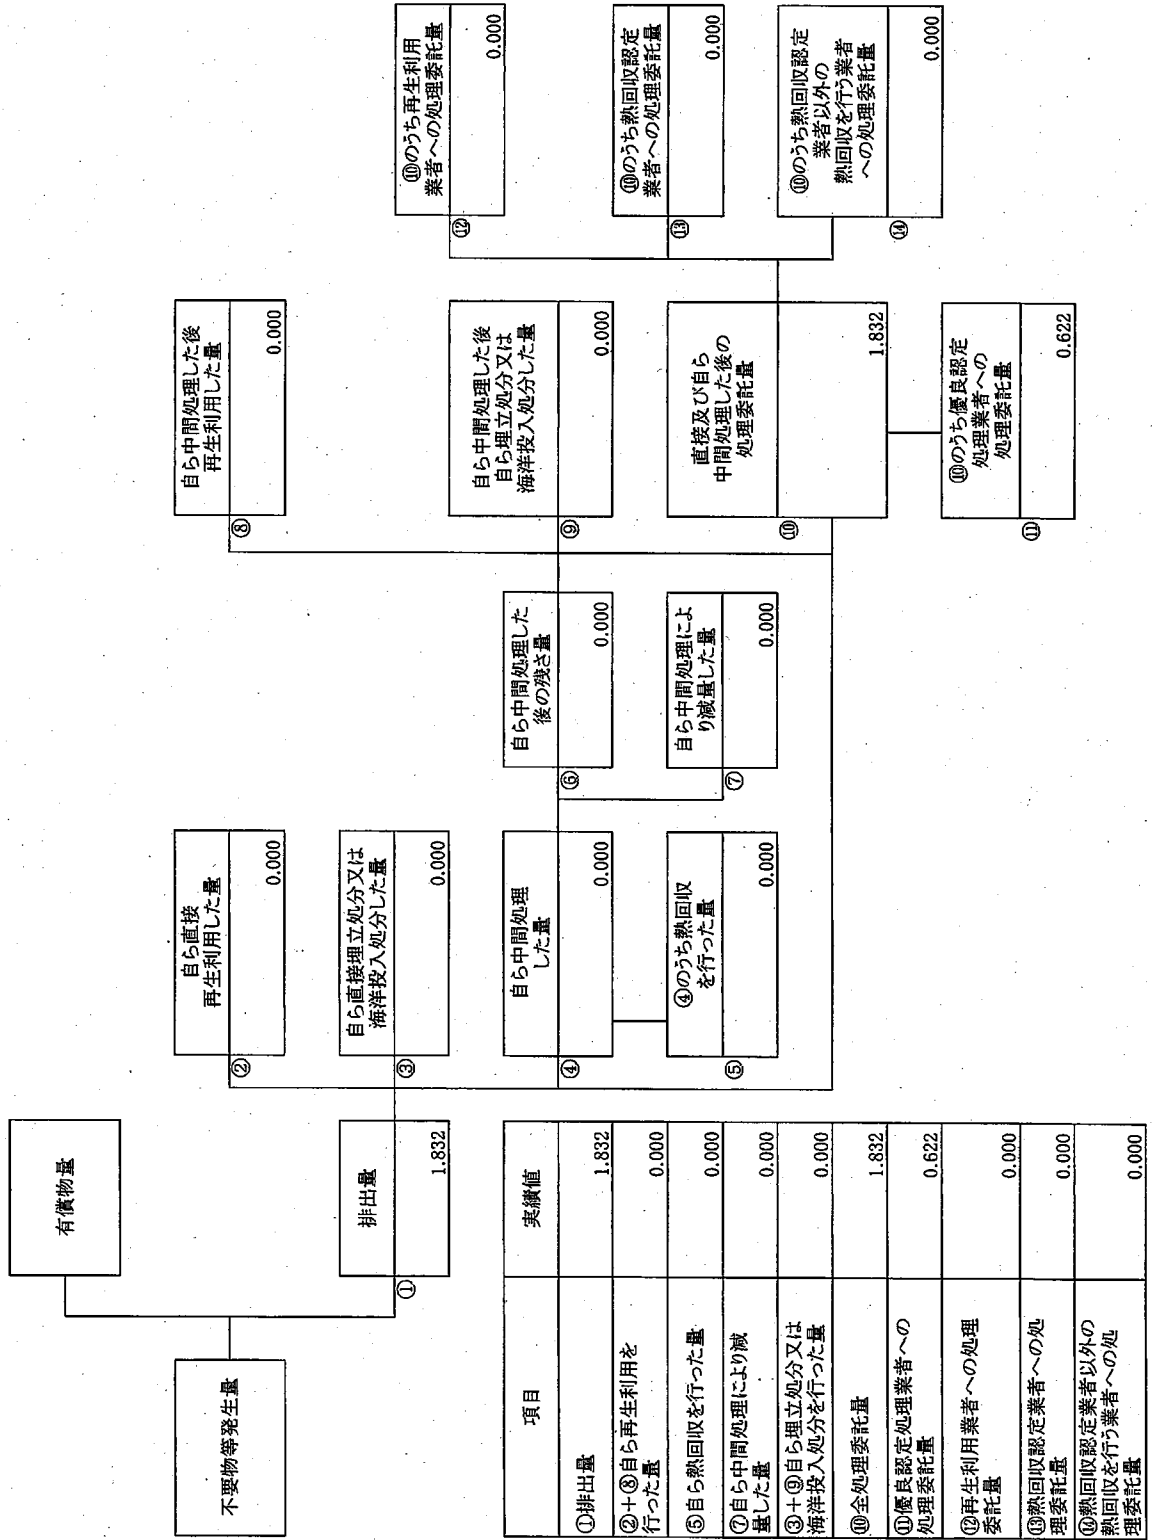 不要物等発生量
有償物量
排出量
①
1.832
自ら直接
再生利用した量
②
0.000
自ら直接埋立処分又は
海洋投入処分した量
③
0.000
自ら中間処理
した量
④
0.000
④のうち熱回収
を行った量
⑤
0.000
自ら中間処理した
後の残さ量
⑥
0.000
自ら中間処理によ
り減量した量
⑦
0.000
自ら中間処理した後
再生利用した量
⑧
0.000
自ら中間処理した後
自ら埋立処分又は
海洋投入処分した量
⑨
0.000
直接及び自ら
中間処理した後の
処理委託量
⑩
1.832
⑩のうち優良認定
処理業者への
処理委託量
⑪
0.622
⑩のうち再生利用
業者への処理委託量
⑫
0.000
⑩のうち熱回収認定
業者への処理委託量
⑬
0.000
⑩のうち熱回収認定
業者以外の
熱回収を行う業者
への処理委託量
⑭
0.000
項目 実績値
①排出量 1.832
②+⑧自ら再生利用を
行った量 0.000
⑤自ら熱回収を行った量 0.000
⑦自ら中間処理により減
量した量 0.000
③+⑨自ら埋立処分又は
海洋投入処分を行った量 0.000
⑩全処理委託量 1.832
⑪優良認定処理業者への
処理委託量 0.622
⑫再生利用業者への処理
委託量 0.000
⑬熱回収認定業者への処
理委託量 0.000
⑭熱回収認定業者以外の
熱回収を行う業者への処
理委託量 0.000